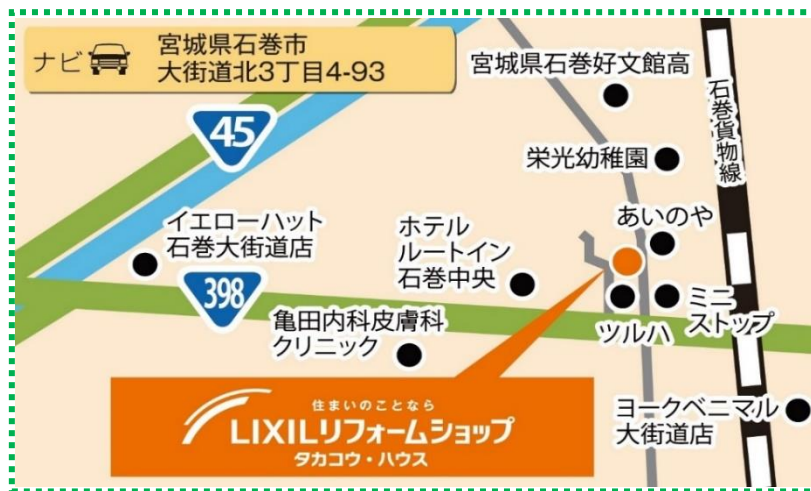 ナビ
宮城県石巻市
大街道北3丁目4-93
宮城県石巻好文館高
45
石巻貨物線
栄光幼稚園
イエローハット
石巻大街道店
ホテル
ルートイン
石巻中央
あいのや
398
ミニ
ストップ
ツルハ
亀田内科皮膚科
クリニック
住まいのことなら
LIXILリフォームショップ
タカコウ・ハウス
ヨークベニマル
大街道店